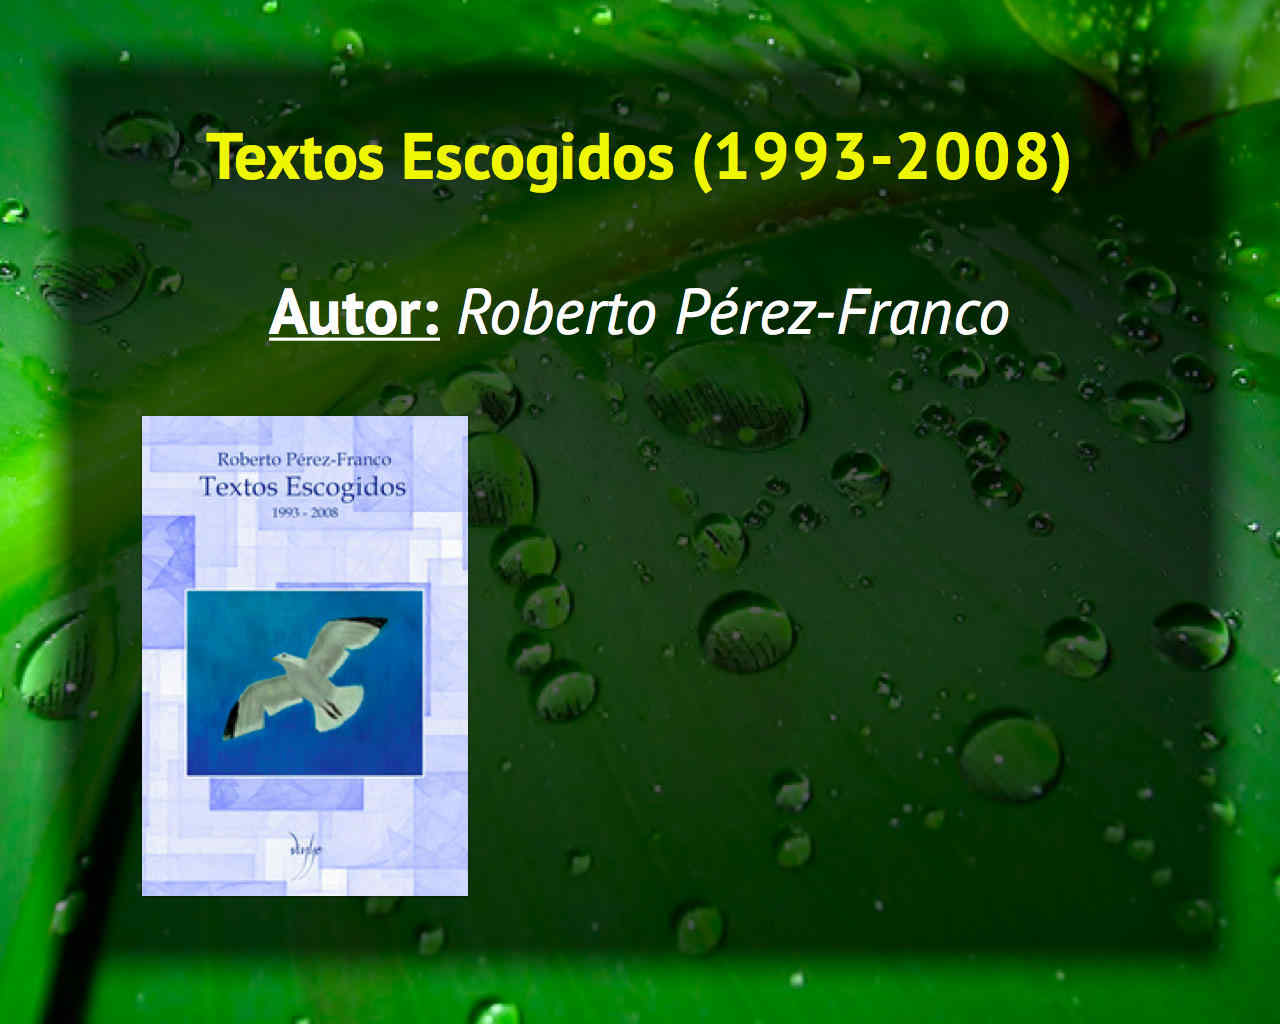 Textos Escogidos (1993-2008)
Autor: Roberto Pérez-Franco
Roberto Pérez-Franco
Textos Escogidos
1993 - 2008